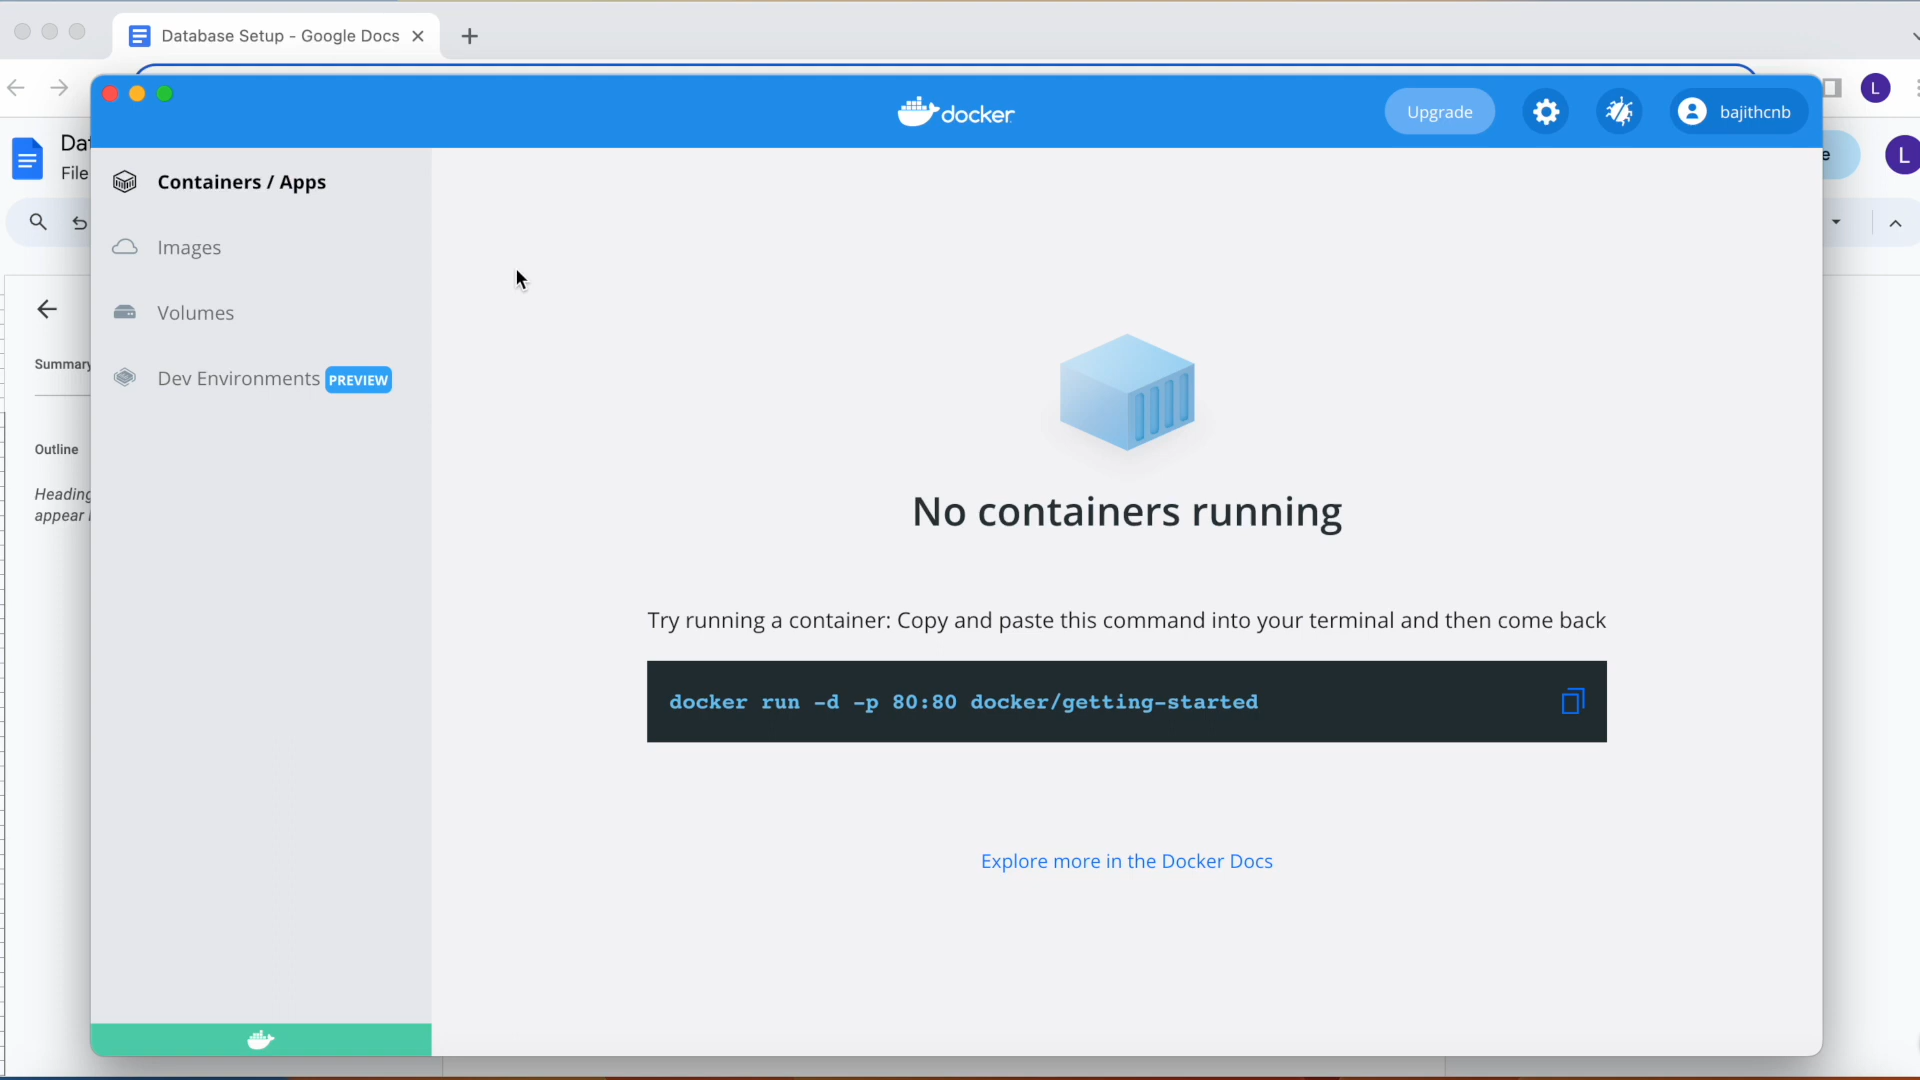 Database Setup - Google Docs
L
docker
Upgrade
bajithcnb
Dat
File
e
L
Containers / Apps
Images
Volumes
Dev Environments PREVIEW
Summary
Outline
Heading
appear
No containers running
Try running a container: Copy and paste this command into your terminal and then come back
docker run -d -p 80:80 docker/getting-started
Explore more in the Docker Docs